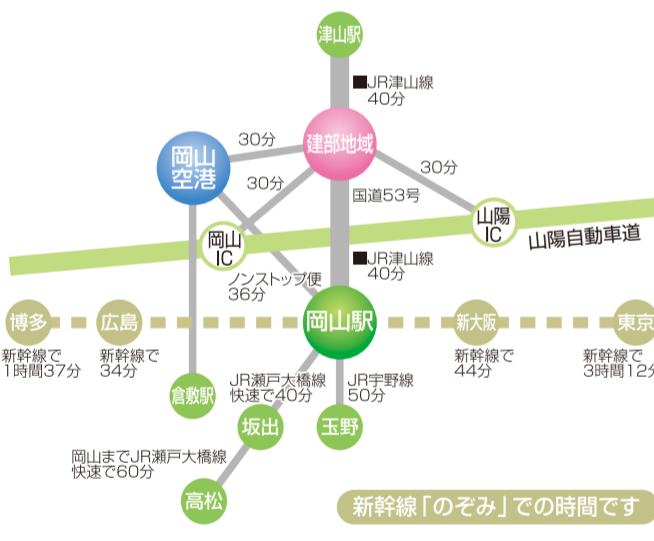 津山駅
■JR津山線
40分
岡山
空港
30分
建部地域
30分
30分
国道53号
山陽
IC
岡山
IC
山陽自動車道
■JR津山線
40分
ノンストップ便
36分
博多
広島
岡山駅
新大阪
東京
新幹線で
1時間37分
新幹線で
34分
新幹線で
44分
新幹線で
3時間12分
倉敷駅
JR瀬戸大橋線
快速で40分
JR宇野線
50分
坂出
玉野
岡山までJR瀬戸大橋線
快速で60分
高松
新幹線「のぞみ」での時間です